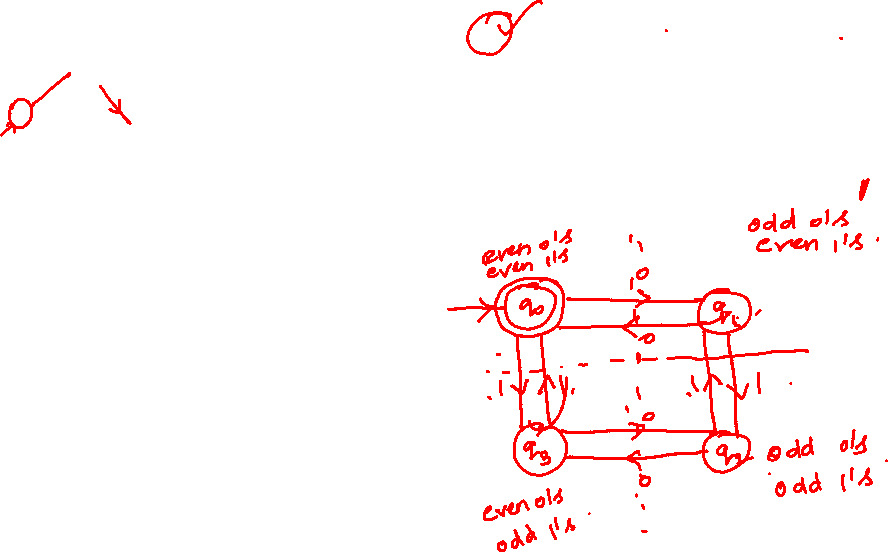 odd 0's
even 1's.
even 0's
even 1's
0
q0
q1
0
1
1
1
1
0
q3
q2
odd 0's
odd 1's.
0
even 0's
odd 1's.